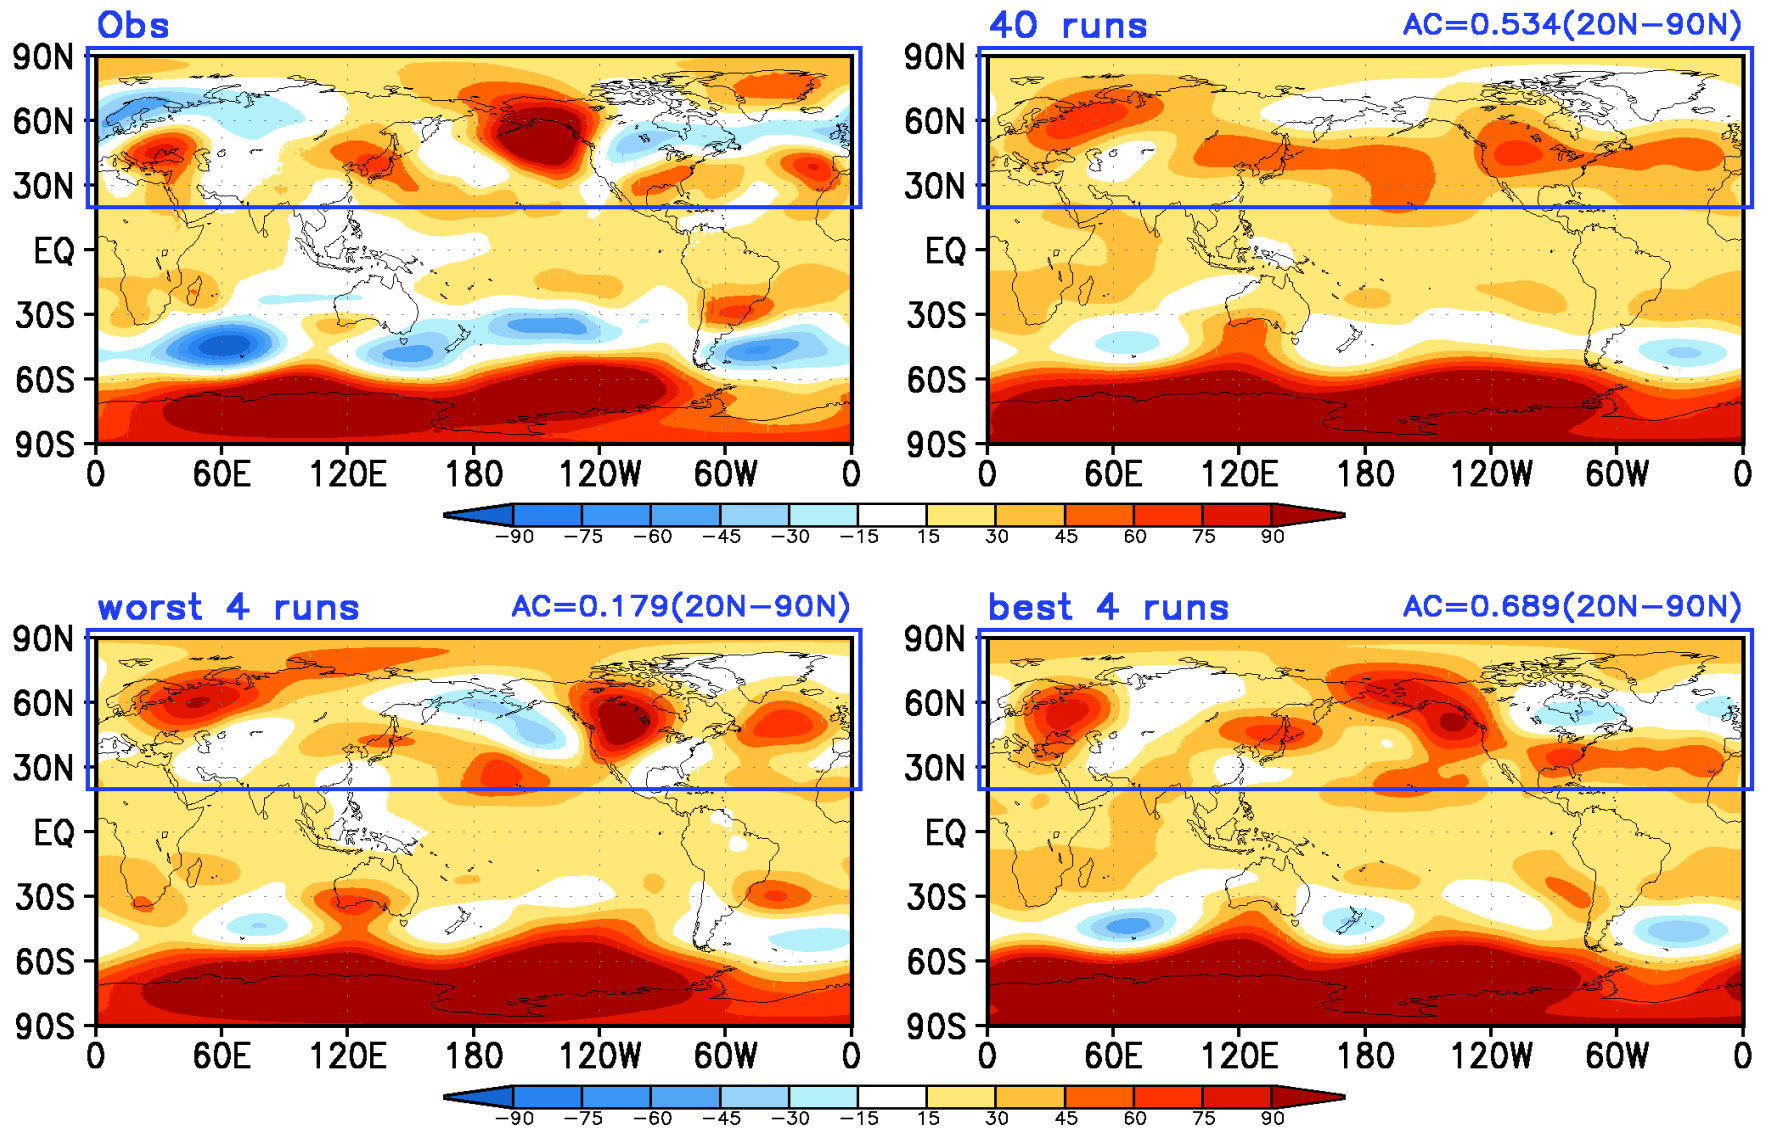 Obs
40 runs AC=0.534(20N−90N)
90N 90N
60N 60N
30N 30N
EQ EQ
30S 30S
60S 60S
90S 90S
0 60E 120E 180 120W 60W 0 0 60E 120E 180 120W 60W 0
−90 −75 −60 −45 −30 −15 15 30 45 60 75 90
worst 4 runs AC=0.179(20N−90N)
best 4 runs AC=0.689(20N−90N)
90N 90N
60N 60N
30N 30N
EQ EQ
30S 30S
60S 60S
90S 90S
0 60E 120E 180 120W 60W 0 0 60E 120E 180 120W 60W 0
−90 −75 −60 −45 −30 −15 15 30 45 60 75 90